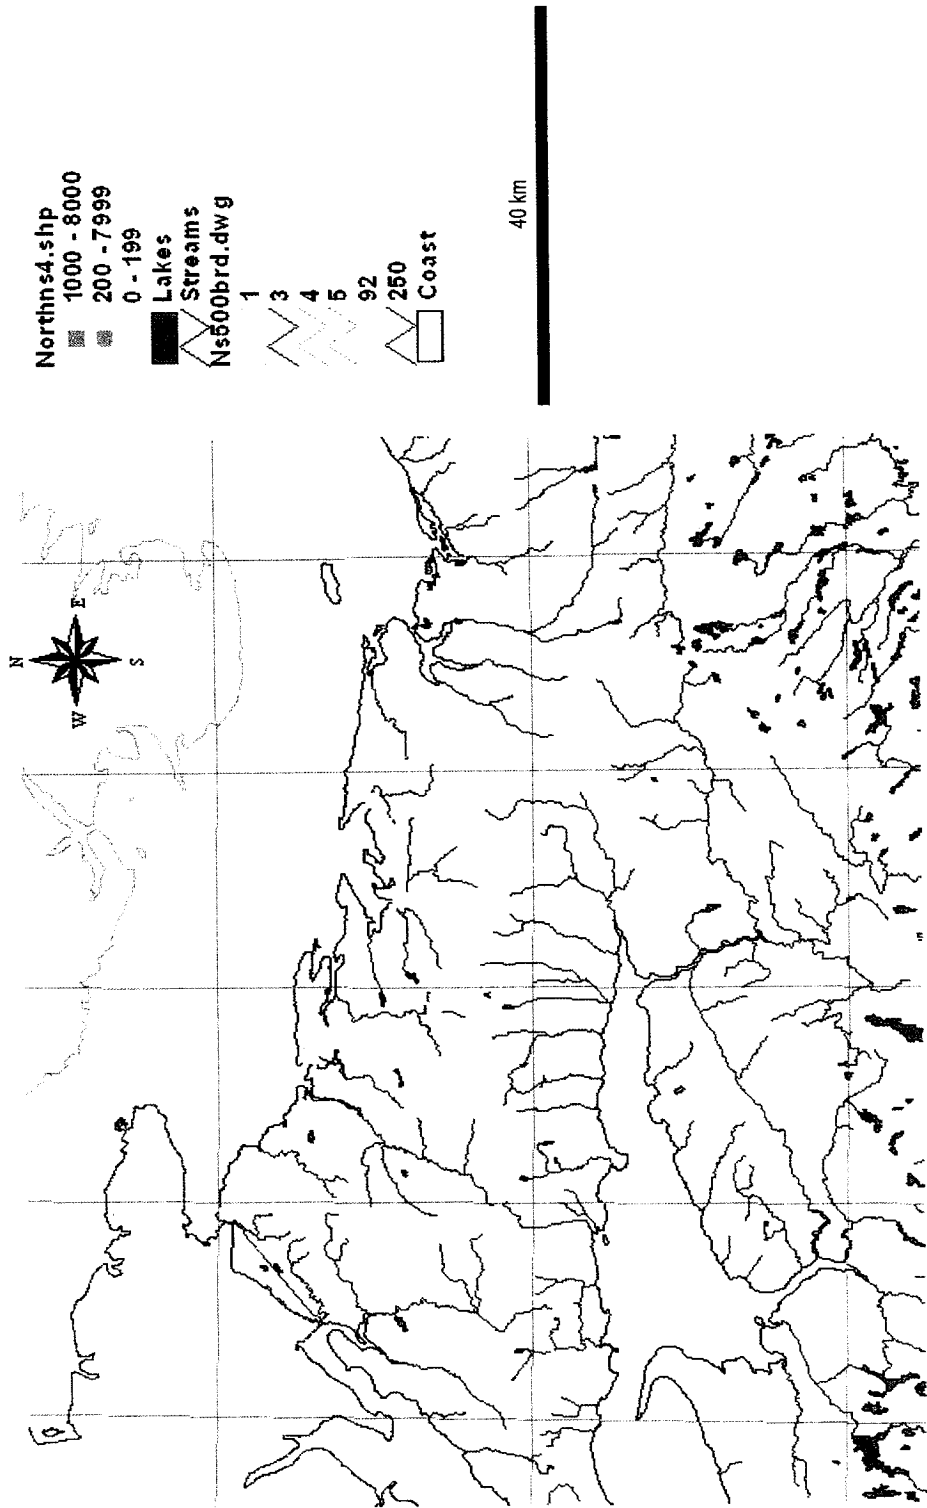 Northns4.shp
1000 - 8000
200 - 7999
0 - 199
Lakes
Streams
Ns500brd.dwg
1
3
4
5
92
250
Coast
40 km
N
W
E
S